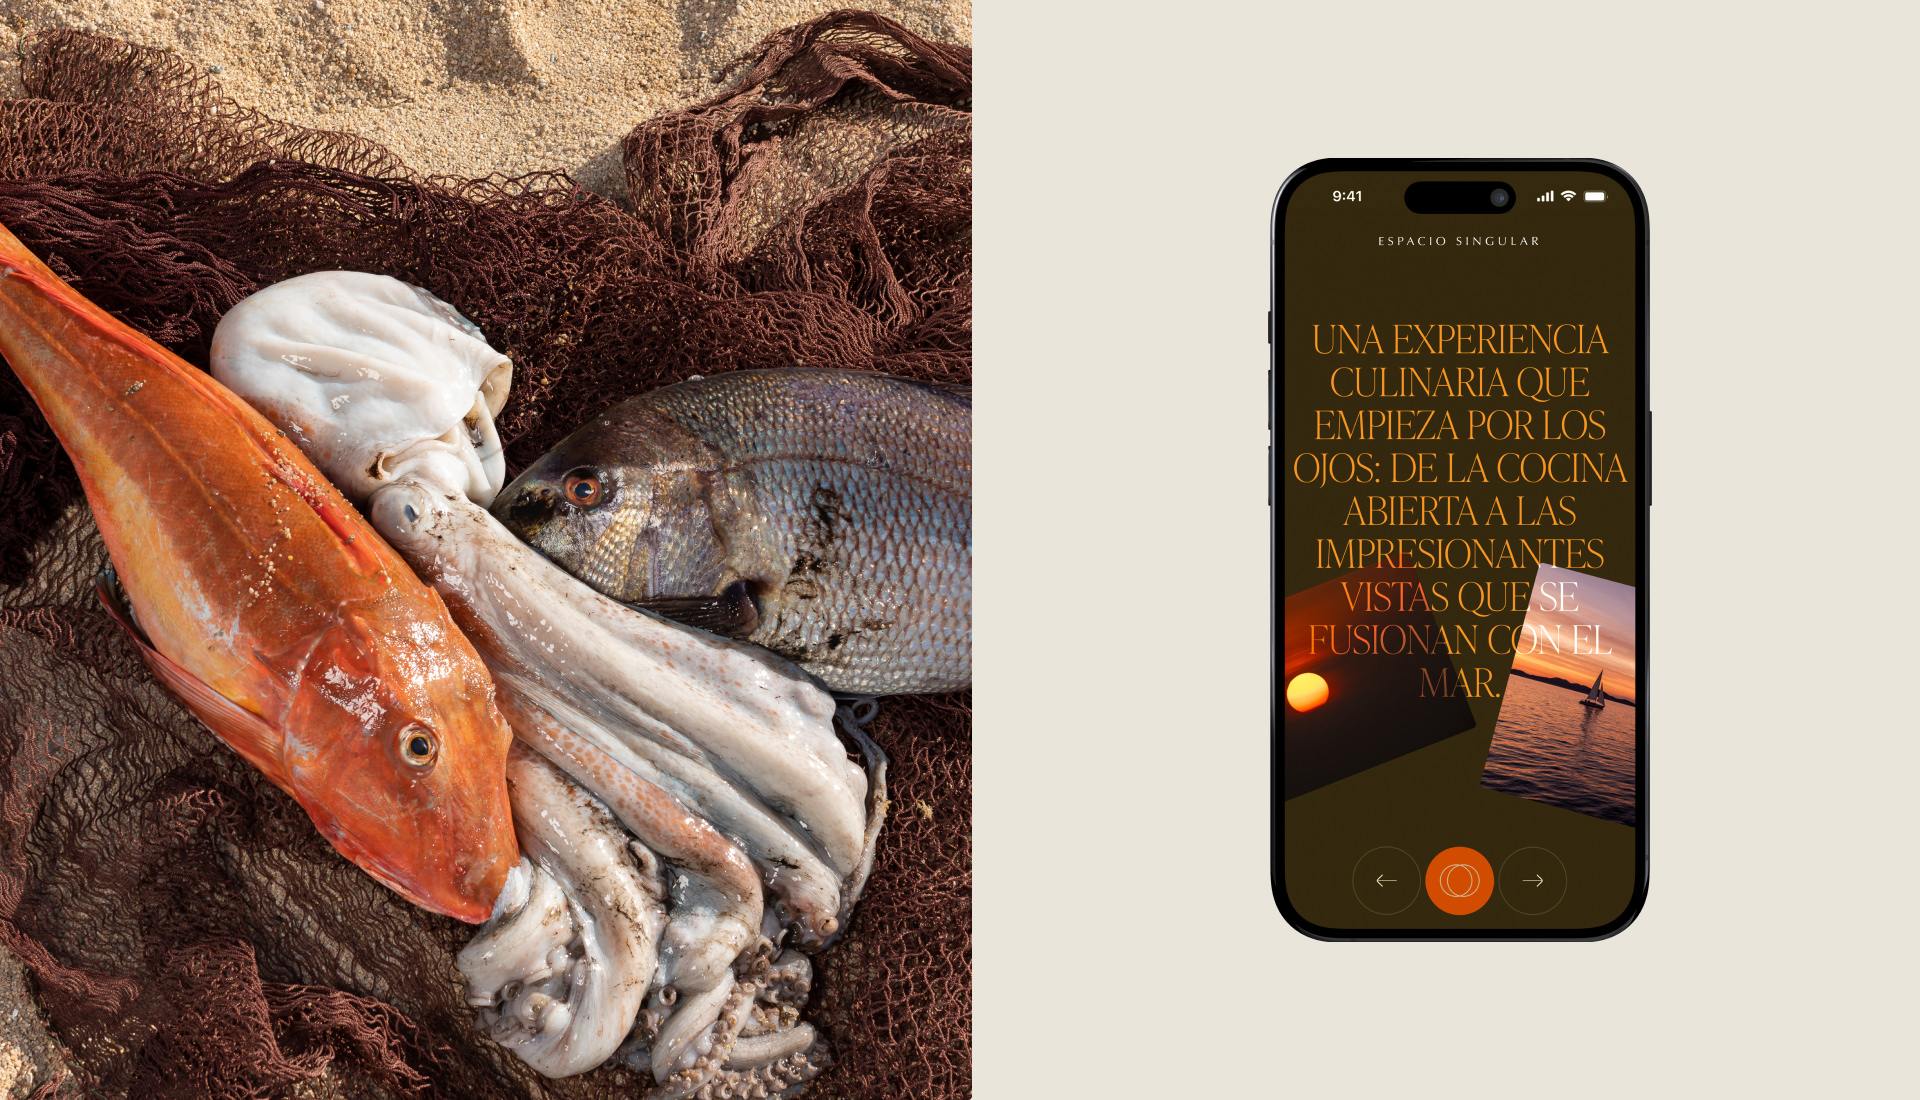 9:41
ESPACIO SINGULAR
UNA EXPERIENCIA
CULINARIA QUE
EMPIEZA POR LOS
OJOS: DE LA COCINA
ABIERTA A LAS
IMPRESIONANTES
VISTAS QUE SE
FUSIONAN CON EL
MAR.